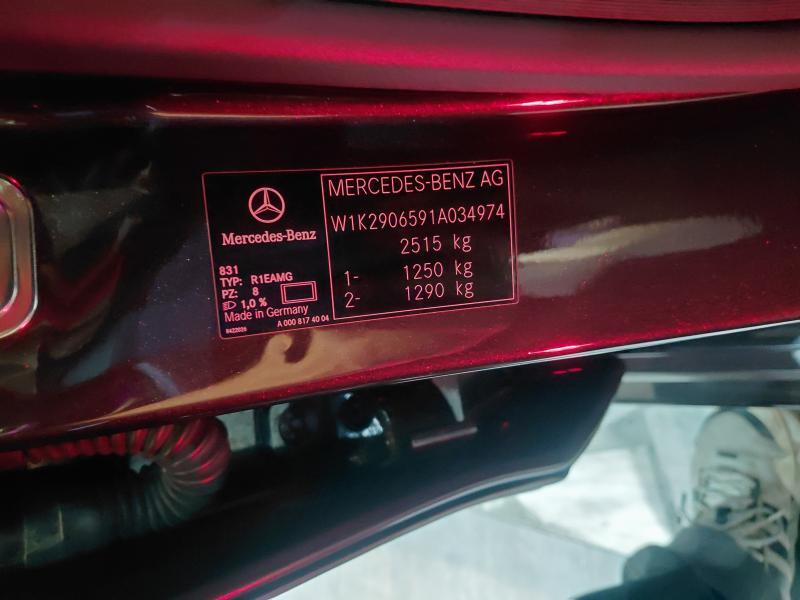 Mercedes-Benz
831
TYP: R1EAMG
PZ: 8
1,0 %
Made in Germany
8422026
A 000 817 40 04
MERCEDES-BENZ AG
W1K2906591A034974
2515 kg
1- 1250 kg
2- 1290 kg